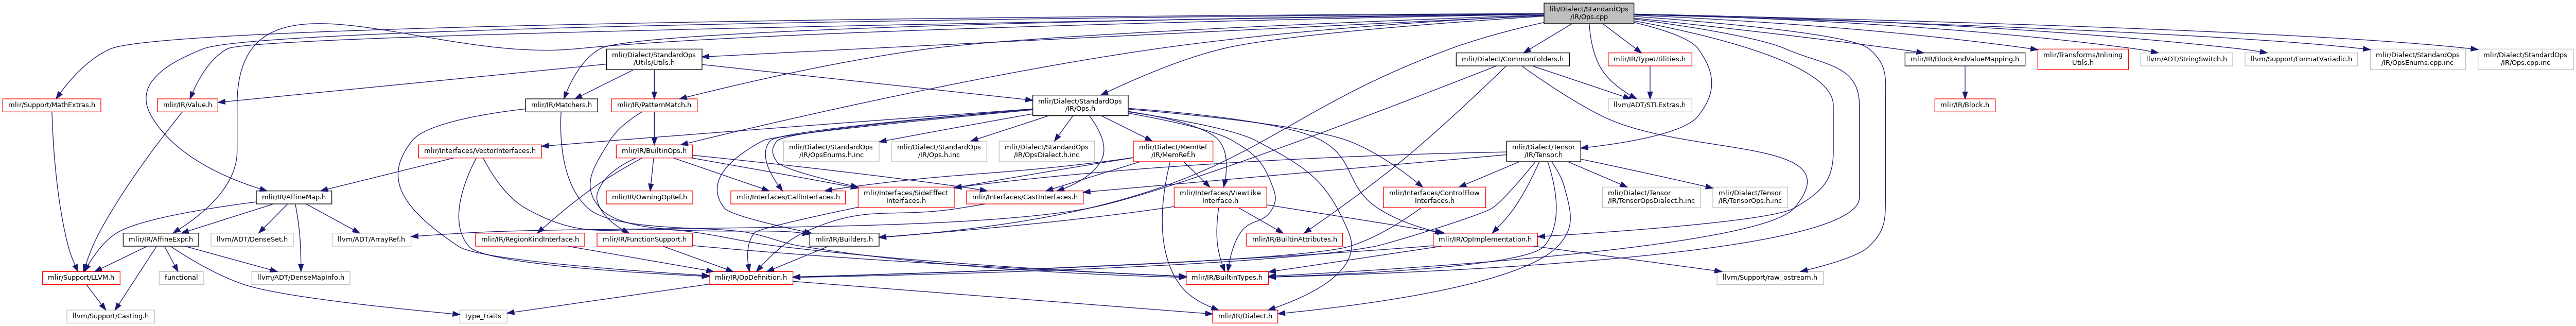 lib/Dialect/StandardOps
/IR/Ops.cpp
mlir/Dialect/StandardOps
/Utils/Utils.h
mlir/Dialect/CommonFolders.h
mlir/IR/TypeUtilities.h
mlir/IR/BlockAndValueMapping.h
mlir/Transforms/Inlining
Utils.h
llvm/ADT/StringSwitch.h
llvm/Support/FormatVariadic.h
mlir/Dialect/StandardOps
/IR/OpsEnums.cpp.inc
mlir/Dialect/StandardOps
/IR/Ops.cpp.inc
mlir/Support/MathExtras.h
mlir/IR/Value.h
mlir/IR/Matchers.h
mlir/IR/PatternMatch.h
mlir/Dialect/StandardOps
/IR/Ops.h
llvm/ADT/STLExtras.h
mlir/IR/Block.h
mlir/Interfaces/VectorInterfaces.h
mlir/IR/BuiltinOps.h
mlir/Dialect/StandardOps
/IR/OpsEnums.h.inc
mlir/Dialect/StandardOps
/IR/Ops.h.inc
mlir/Dialect/StandardOps
/IR/OpsDialect.h.inc
mlir/Dialect/MemRef
/IR/MemRef.h
mlir/Dialect/Tensor
/IR/Tensor.h
mlir/IR/AffineMap.h
mlir/IR/OwningOpRef.h
mlir/Interfaces/CallInterfaces.h
mlir/Interfaces/SideEffect
Interfaces.h
mlir/Interfaces/CastInterfaces.h
mlir/Interfaces/ViewLike
Interface.h
mlir/Interfaces/ControlFlow
Interfaces.h
mlir/Dialect/Tensor
/IR/TensorOpsDialect.h.inc
mlir/Dialect/Tensor
/IR/TensorOps.h.inc
mlir/IR/AffineExpr.h
llvm/ADT/DenseSet.h
llvm/ADT/ArrayRef.h
mlir/IR/RegionKindInterface.h
mlir/IR/FunctionSupport.h
mlir/IR/Builders.h
mlir/IR/BuiltinAttributes.h
mlir/IR/OpImplementation.h
mlir/Support/LLVM.h
functional
llvm/ADT/DenseMapInfo.h
mlir/IR/OpDefinition.h
mlir/IR/BuiltinTypes.h
llvm/Support/raw_ostream.h
llvm/Support/Casting.h
type_traits
mlir/IR/Dialect.h